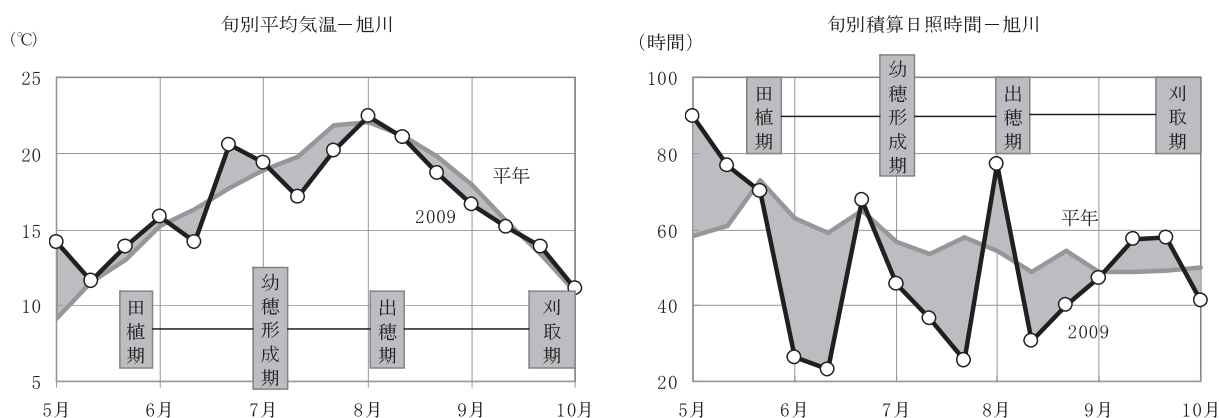 旬別平均気温－旭川
(℃)
25
20
15
10
5
平年
2009
田植期
幼穂形成期
出穂期
刈取期
5月 6月 7月 8月 9月 10月
旬別積算日照時間－旭川
(時間)
100
80
60
40
20
田植期
幼穂形成期
出穂期
刈取期
平年
2009
5月 6月 7月 8月 9月 10月